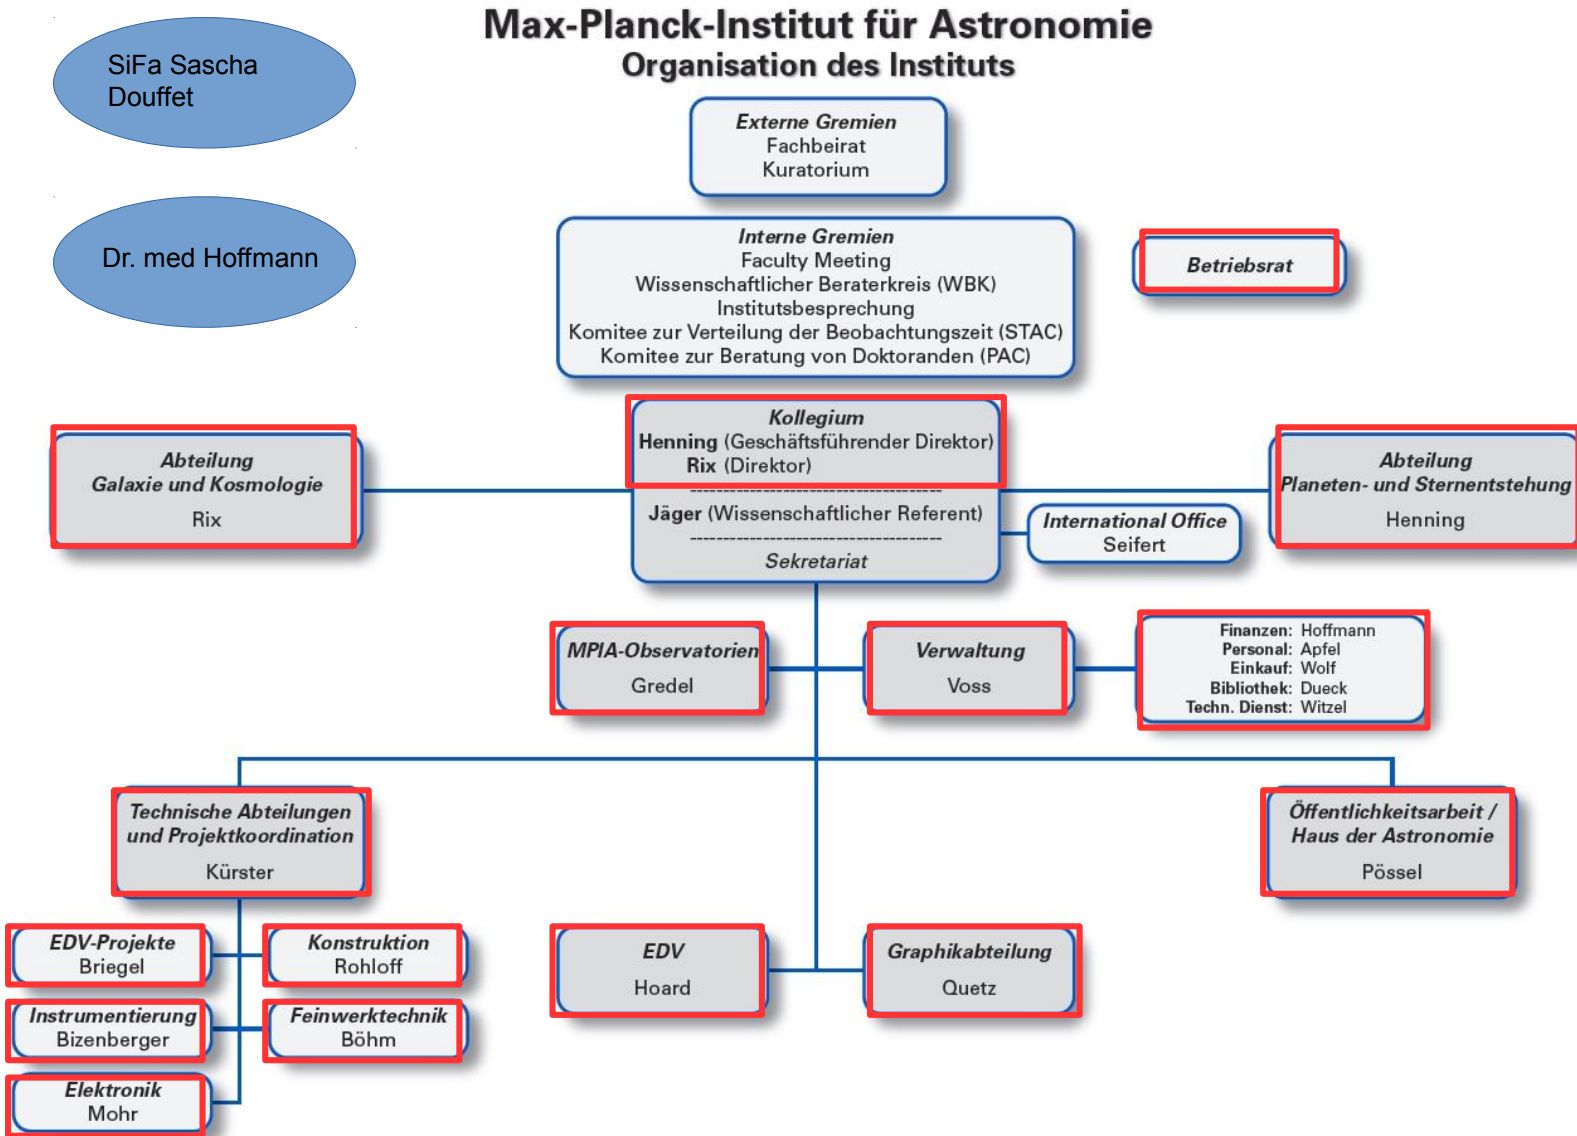 Max-Planck-Institut für Astronomie
Organisation des Instituts
SiFa Sascha
Douffet
Dr. med Hoffmann
Externe Gremien
Fachbeirat
Kuratorium
Interne Gremien
Faculty Meeting
Wissenschaftlicher Beraterkreis (WBK)
Institutsbesprechung
Komitee zur Verteilung der Beobachtungszeit (STAC)
Komitee zur Beratung von Doktoranden (PAC)
Betriebsrat
Abteilung
Galaxie und Kosmologie
Rix
Kollegium
Henning (Geschäftsführender Direktor)
Rix (Direktor)
Jäger (Wissenschaftlicher Referent)
Sekretariat
International Office
Seifert
Abteilung
Planeten- und Sternentstehung
Henning
MPIA-Observatorien
Gredel
Verwaltung
Voss
Finanzen: Hoffmann
Personal: Apfel
Einkauf: Wolf
Bibliothek: Dueck
Techn. Dienst: Witzel
Technische Abteilungen
und Projektkoordination
Kürster
Öffentlichkeitsarbeit /
Haus der Astronomie
Pössel
EDV-Projekte
Briegel
Konstruktion
Rohloff
Instrumentierung
Bizenberger
Feinwerktechnik
Böhm
Elektronik
Mohr
EDV
Hoard
Graphikabteilung
Quetz